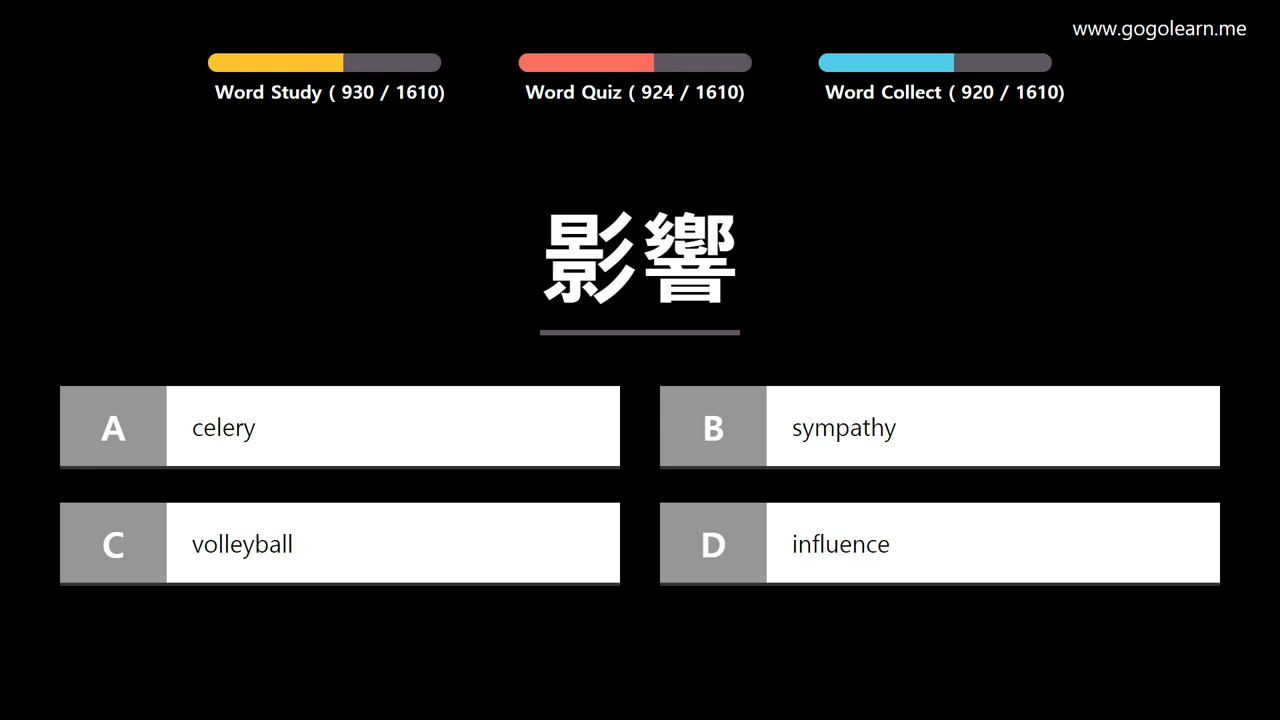 www.gogolearn.me
Word Study ( 930 / 1610)
Word Quiz ( 924 / 1610)
Word Collect ( 920 / 1610)
影響
A celery
B sympathy
C volleyball
D influence